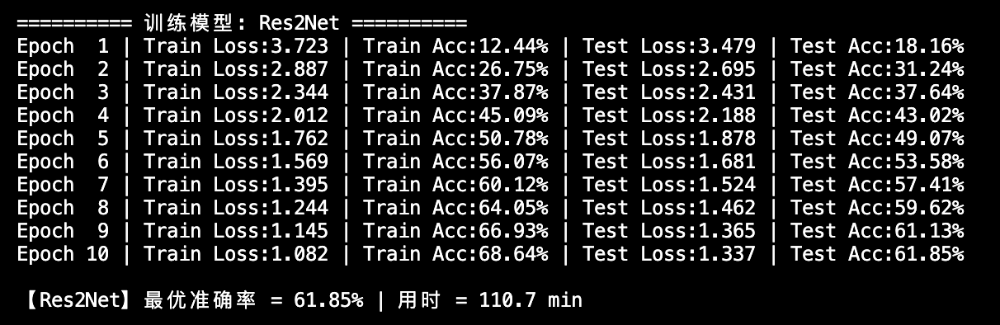 ========== 训练模型: Res2Net ==========
Epoch  1 | Train Loss:3.723 | Train Acc:12.44% | Test Loss:3.479 | Test Acc:18.16%
Epoch  2 | Train Loss:2.887 | Train Acc:26.75% | Test Loss:2.695 | Test Acc:31.24%
Epoch  3 | Train Loss:2.344 | Train Acc:37.87% | Test Loss:2.431 | Test Acc:37.64%
Epoch  4 | Train Loss:2.012 | Train Acc:45.09% | Test Loss:2.188 | Test Acc:43.02%
Epoch  5 | Train Loss:1.762 | Train Acc:50.78% | Test Loss:1.878 | Test Acc:49.07%
Epoch  6 | Train Loss:1.569 | Train Acc:56.07% | Test Loss:1.681 | Test Acc:53.58%
Epoch  7 | Train Loss:1.395 | Train Acc:60.12% | Test Loss:1.524 | Test Acc:57.41%
Epoch  8 | Train Loss:1.244 | Train Acc:64.05% | Test Loss:1.462 | Test Acc:59.62%
Epoch  9 | Train Loss:1.145 | Train Acc:66.93% | Test Loss:1.365 | Test Acc:61.13%
Epoch 10 | Train Loss:1.082 | Train Acc:68.64% | Test Loss:1.337 | Test Acc:61.85%
【Res2Net】最优准确率 = 61.85% | 用时 = 110.7 min